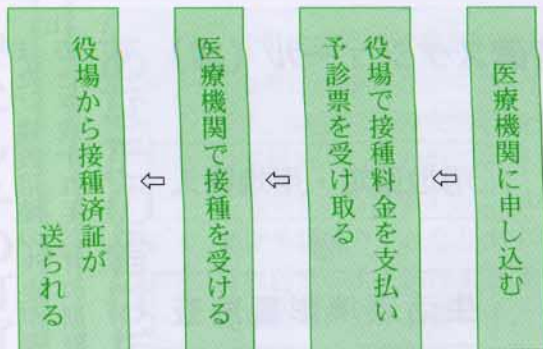 医療機関に申し込む
⇦
役場で接種料金を支払い
予診票を受け取る
⇦
医療機関で接種を受ける
⇦
役場から接種済証が
送られる